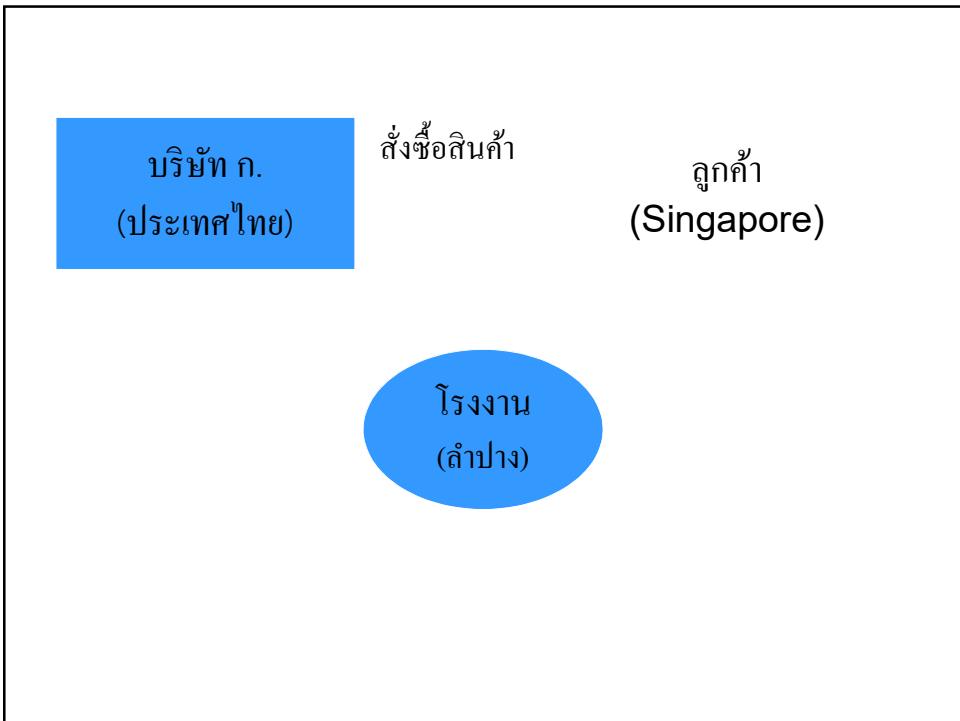 บริษัท ก.
(ประเทศไทย)
สั่งซื้อสินค้า
ลูกค้า
(Singapore)
โรงงาน
(ลำปาง)